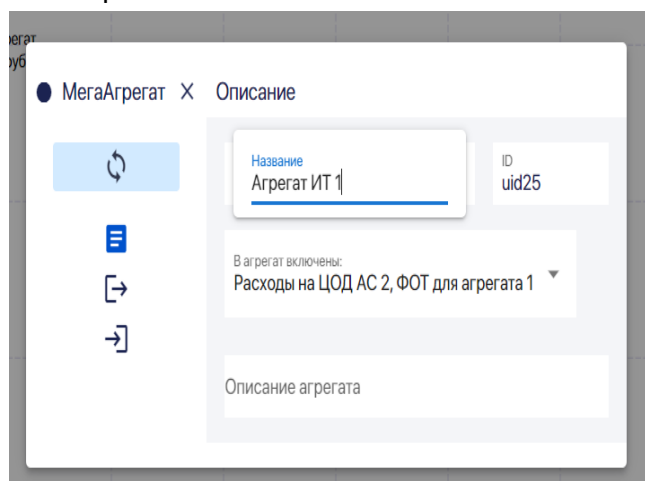 МегаАгрегат Описание
Название
Агрегат ИТ 1
ID
uid25
В агрегат включены:
Расходы на ЦОД АС 2, ФОТ для агрегата 1
Описание агрегата